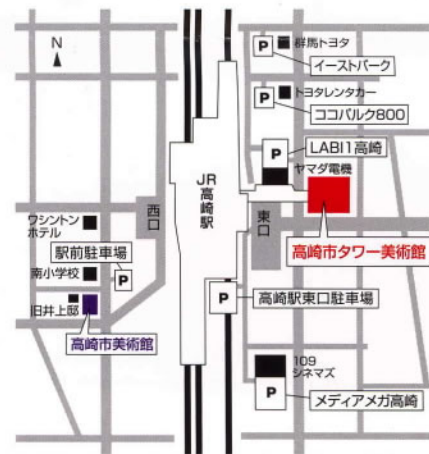 N
P
群馬トヨタ
イーストパーク
P
トヨタレンタカー
ココパルク800
P
LABI1高崎
ヤマダ電機
JR
高崎駅
西口
東口
高崎市タワー美術館
ワシントン
ホテル
駅前駐車場
南小学校
P
旧井上邸
高崎市美術館
P
高崎駅東口駐車場
109
シネマズ
P
メディアメガ高崎